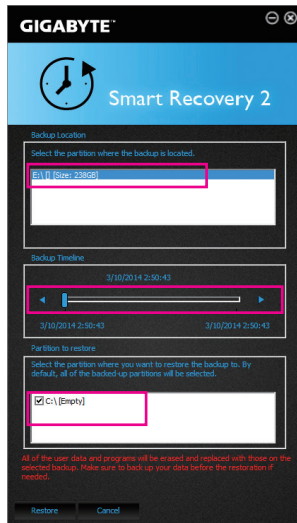 GIGABYTE™
Smart Recovery 2
Backup Location
Select the partition where the backup is located.
E:\ [] [Size: 238GB]
Backup Timeline
3/10/2014 2:50:43
3/10/2014 2:50:43 3/10/2014 2:50:43
Partition to restore
Select the partition where you want to restore the backup to. By
default, all of the backed-up partitions will be selected.
C:\ [Empty]
All of the user data and programs will be erased and replaced with those on the
selected backup. Make sure to back up your data before the restoration if
needed.
Restore Cancel